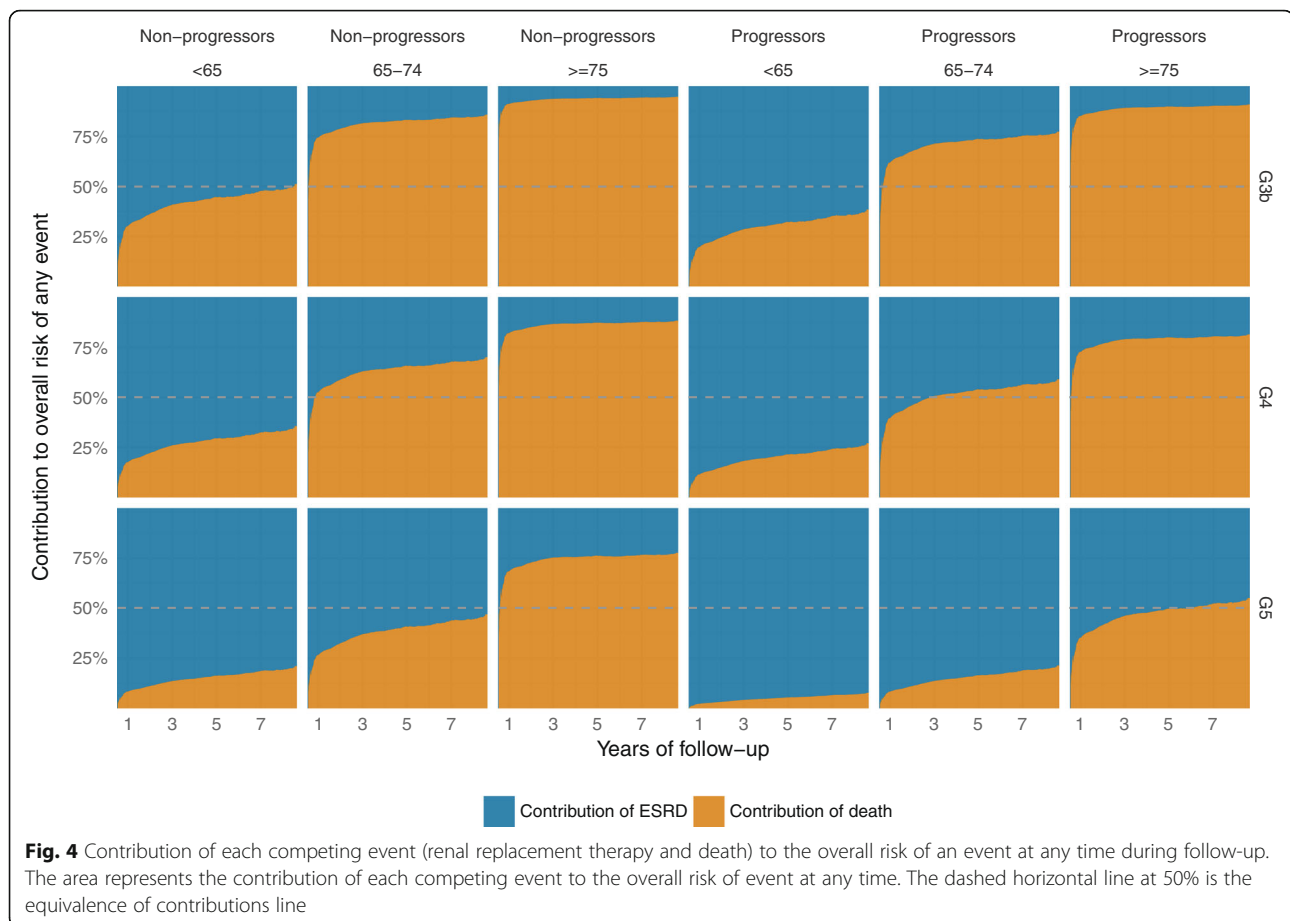 Non−progressors Non−progressors Non−progressors Progressors Progressors Progressors
<65 65−74 >=75 <65 65−74 >=75
75%
50%
25%
G3b
75%
50%
25%
G4
75%
50%
25%
G5
Contribution to overall risk of any event
1 3 5 7 1 3 5 7 1 3 5 7 1 3 5 7 1 3 5 7 1 3 5 7
Years of follow−up
Contribution of ESRD Contribution of death
Fig. 4 Contribution of each competing event (renal replacement therapy and death) to the overall risk of an event at any time during follow-up.
The area represents the contribution of each competing event to the overall risk of event at any time. The dashed horizontal line at 50% is the
equivalence of contributions line